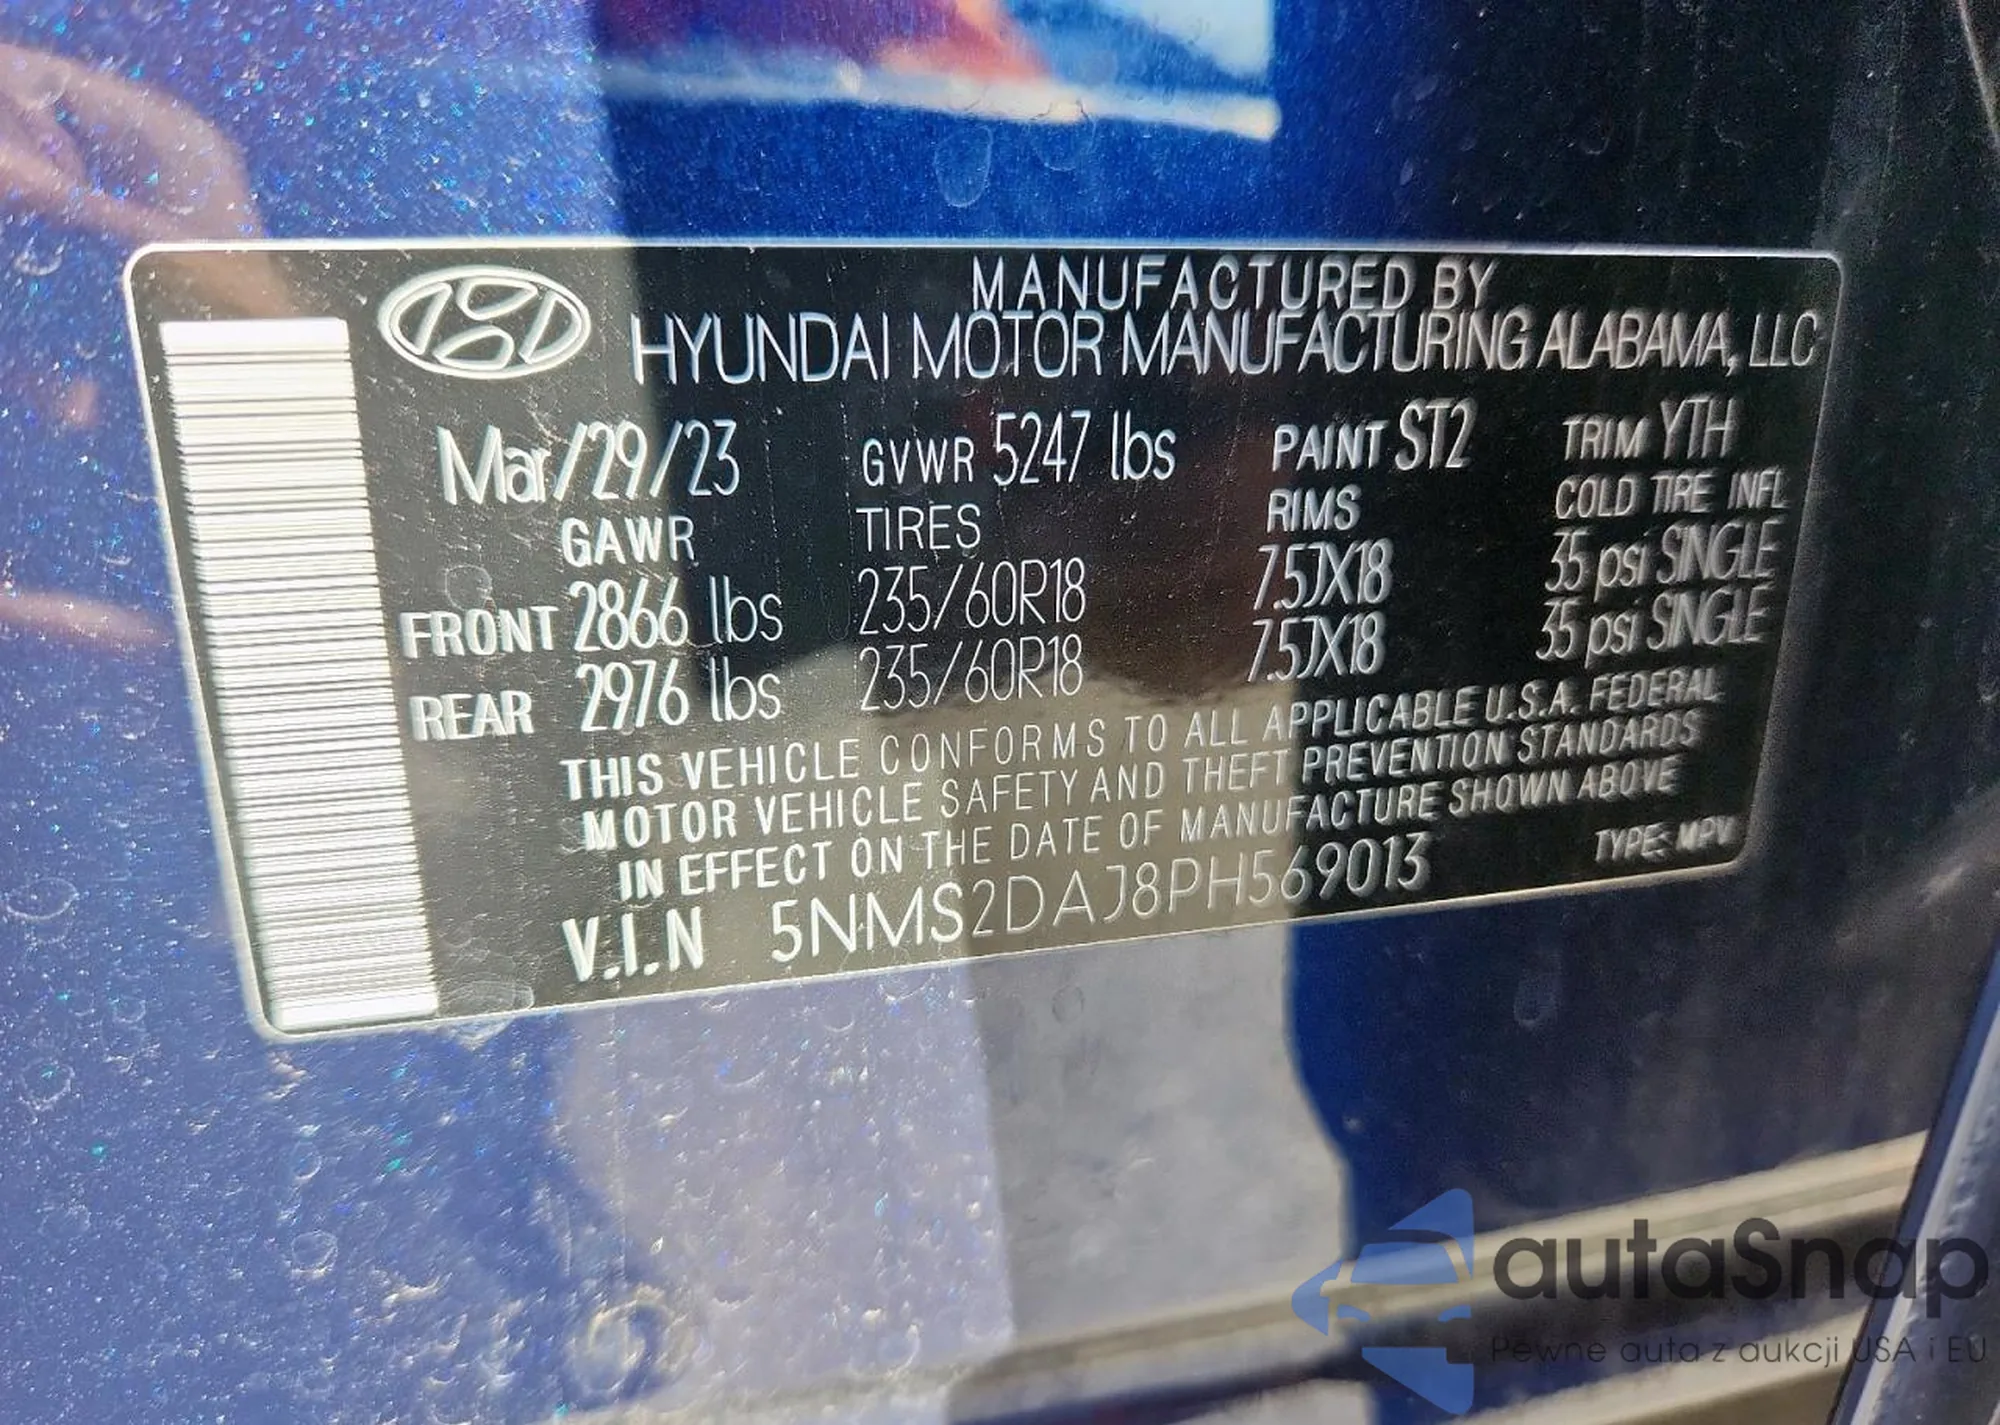 MANUFACTURED BY
HYUNDAI MOTOR MANUFACTURING ALABAMA, LLC
Mar/29/23 GVWR 5247 lbs PAINT ST2 TRIM YTH
GAWR TIRES RIMS COLD TIRE INFL
FRONT 2866 lbs 235/60R18 7.5JX18 35 psi SINGLE
REAR 2976 lbs 235/60R18 7.5JX18 35 psi SINGLE
THIS VEHICLE CONFORMS TO ALL APPLICABLE U.S.A. FEDERAL
MOTOR VEHICLE SAFETY AND THEFT PREVENTION STANDARDS
IN EFFECT ON THE DATE OF MANUFACTURE SHOWN ABOVE
V.I.N 5NMS2DAJ8PH569013 TYPE: MPV
autaSnap
Pewne auta z aukcji USA i EU